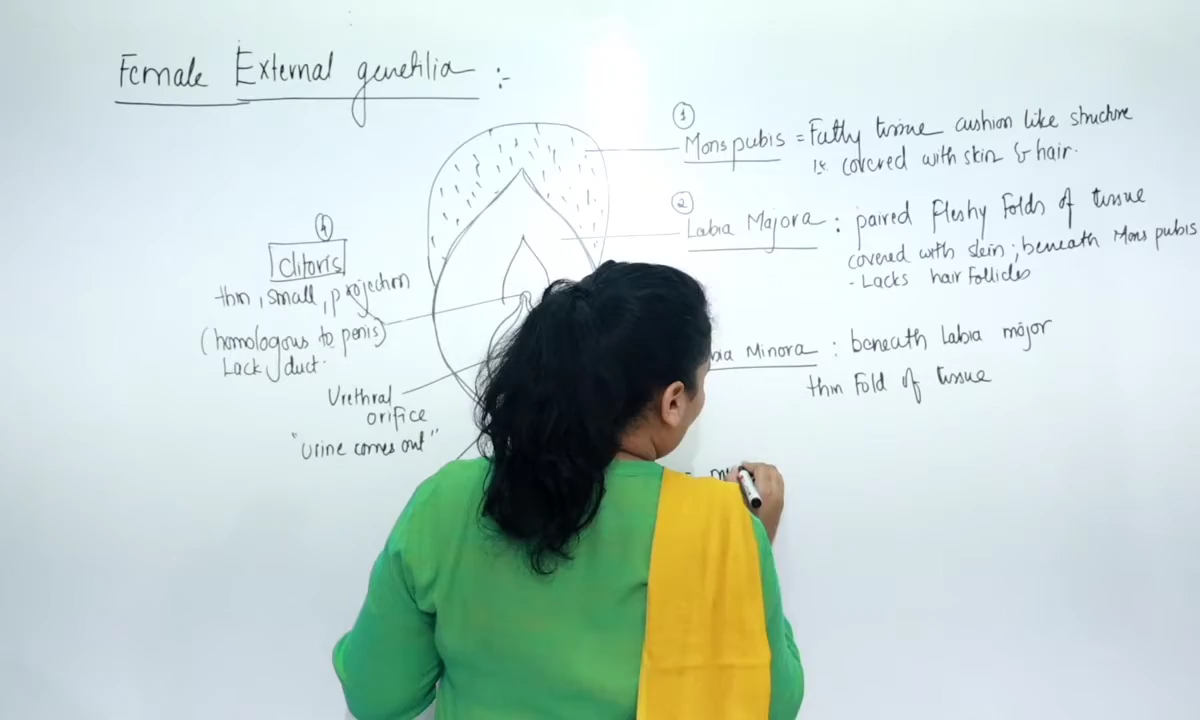 Female External genetilia :-
①
Mons pubis = Fatty tissue cushion like structure
is covered with skin & hair.
②
Labia Majora : paired fleshy folds of tissue
covered with skin ; beneath Mons pubis
- Lacks hair follicles
bia Minora : beneath Labia major
thin fold of tissue
④
clitoris
thin, small, projection
(homologous to penis)
Lack duct.
Urethral
orifice
"urine comes out"